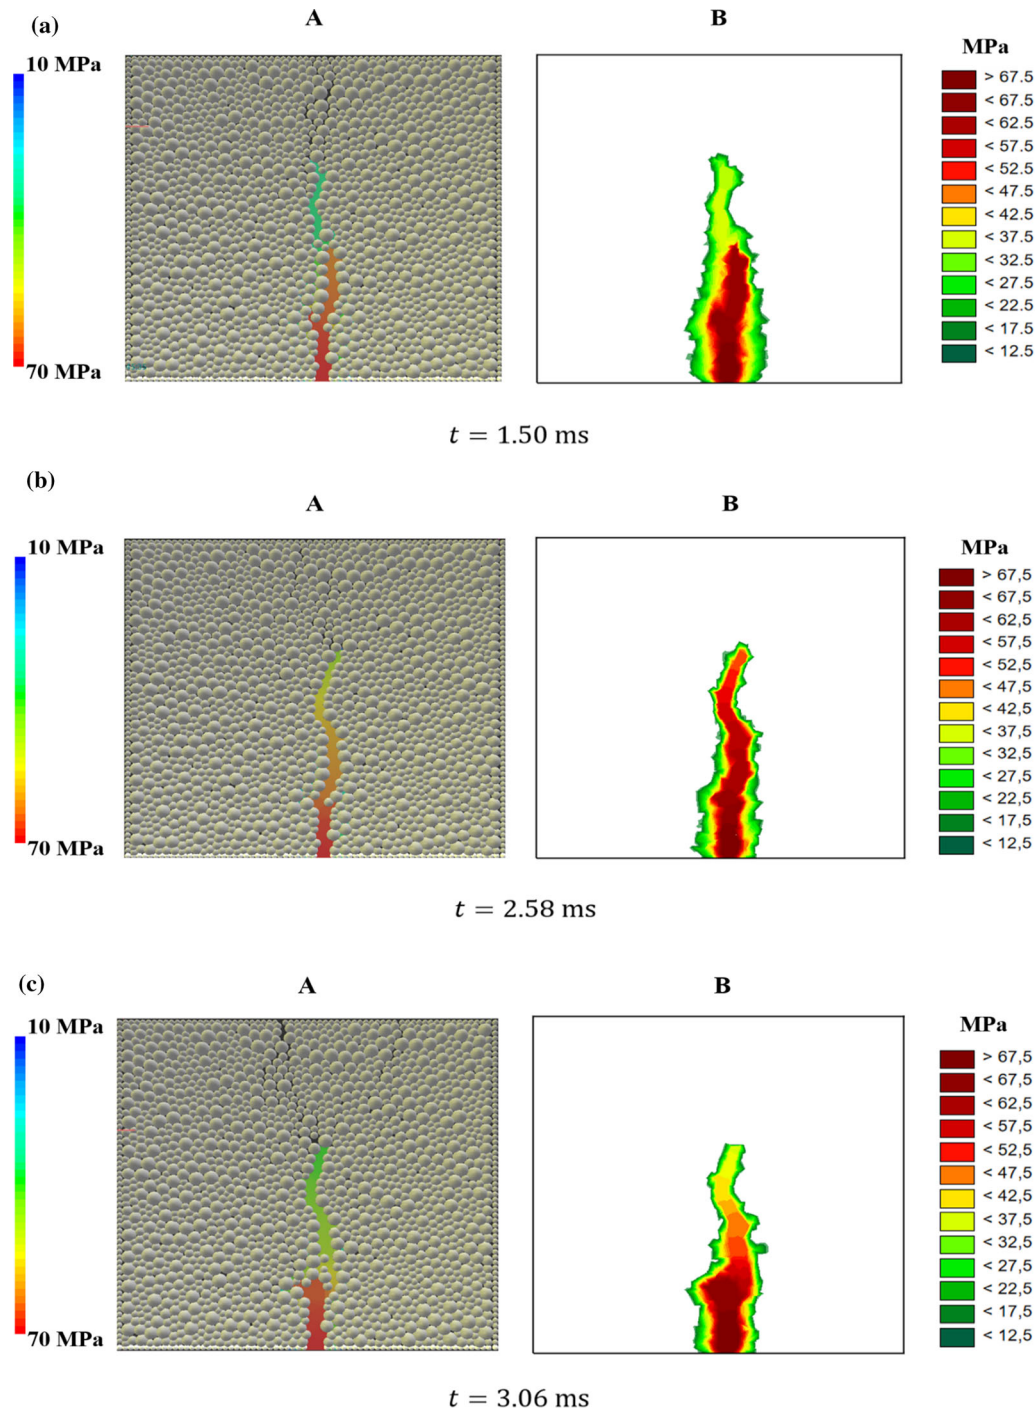 (a)
A
B
10 MPa
70 MPa
MPa
> 67.5
< 67.5
< 62.5
< 57.5
< 52.5
< 47.5
< 42.5
< 37.5
< 32.5
< 27.5
< 22.5
< 17.5
< 12.5
t = 1.50 ms
(b)
A
B
10 MPa
70 MPa
MPa
> 67,5
< 67,5
< 62,5
< 57,5
< 52,5
< 47,5
< 42,5
< 37,5
< 32,5
< 27,5
< 22,5
< 17,5
< 12,5
t = 2.58 ms
(c)
A
B
10 MPa
70 MPa
MPa
> 67,5
< 67,5
< 62,5
< 57,5
< 52,5
< 47,5
< 42,5
< 37,5
< 32,5
< 27,5
< 22,5
< 17,5
< 12,5
t = 3.06 ms